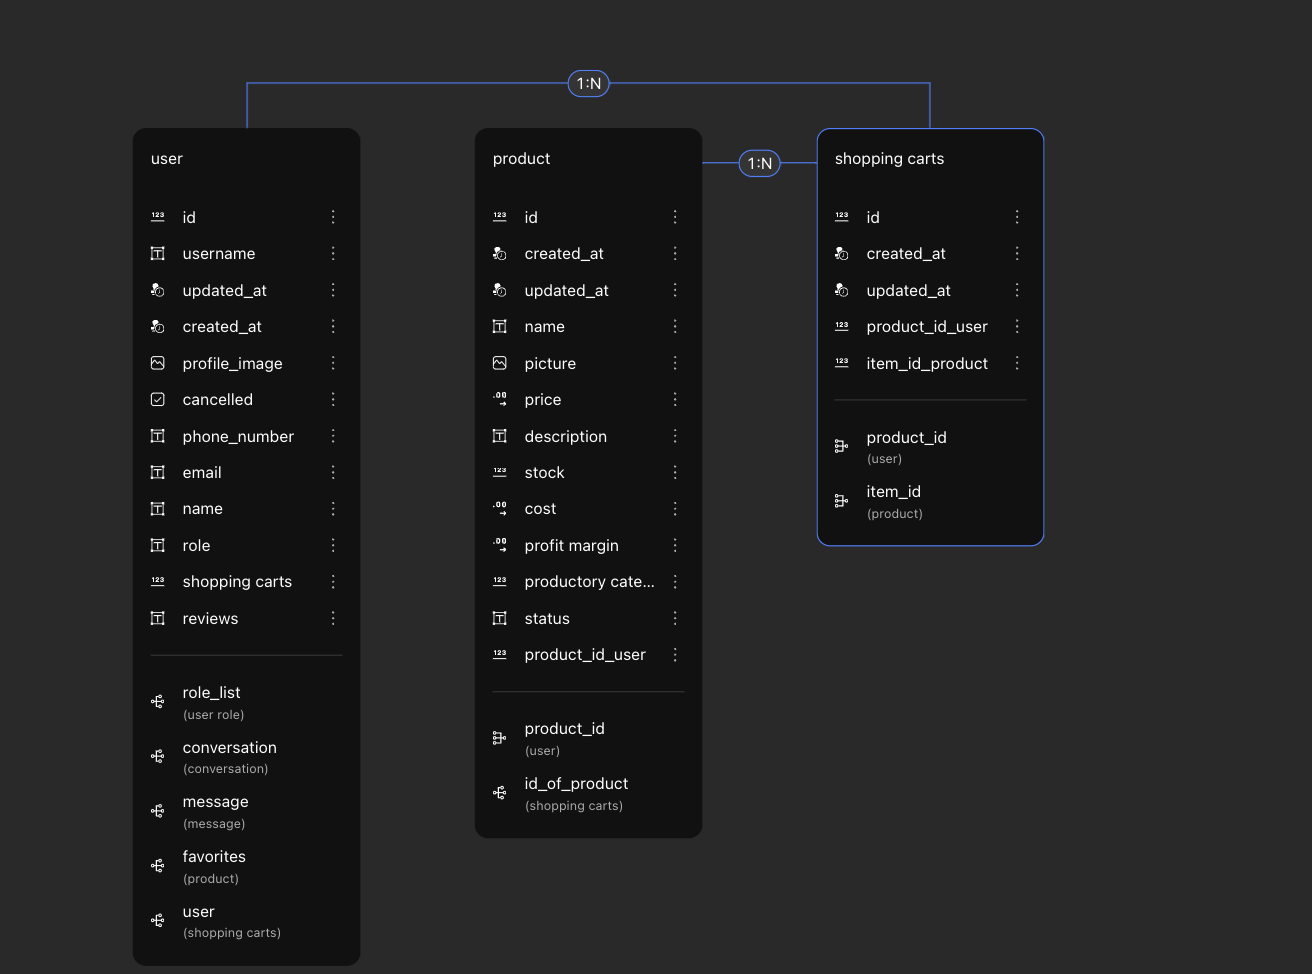 1:N
user
id
username
updated_at
created_at
profile_image
cancelled
phone_number
email
name
role
shopping carts
reviews
role_list
(user role)
conversation
(conversation)
message
(message)
favorites
(product)
user
(shopping carts)
product
id
created_at
updated_at
name
picture
price
description
stock
cost
profit margin
productory cate...
status
product_id_user
product_id
(user)
id_of_product
(shopping carts)
1:N
shopping carts
id
created_at
updated_at
product_id_user
item_id_product
product_id
(user)
item_id
(product)